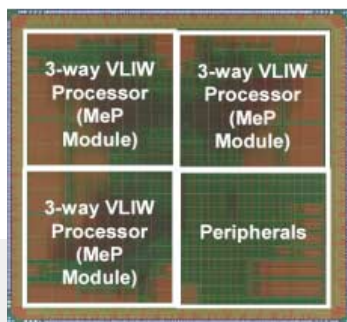 3-way VLIW
Processor
(MeP
Module)
3-way VLIW
Processor
(MeP
Module)
3-way VLIW
Processor
(MeP
Module)
Peripherals